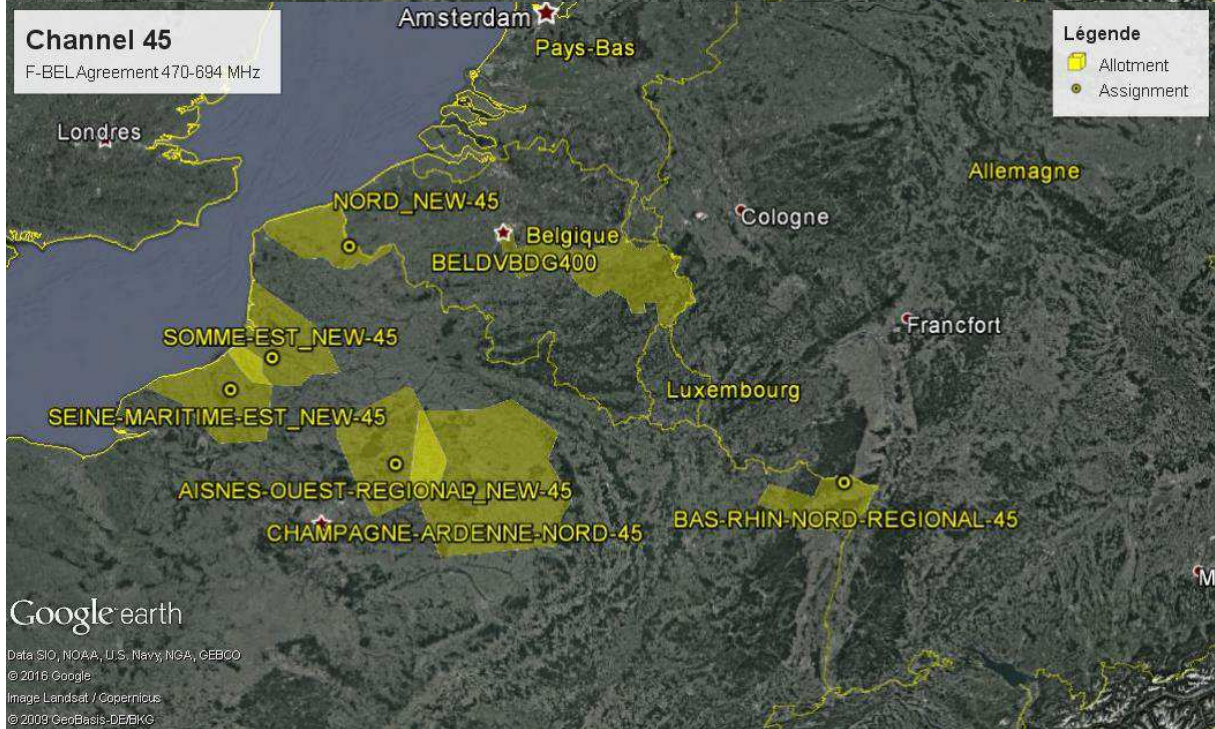 Channel 45
F-BEL Agreement 470-694 MHz
Légende
Allotment
Assignment
Amsterdam
Pays-Bas
Londres
Allemagne
NORD_NEW-45
Cologne
Belgique
BELDVBDG400
Francfort
SOMME-EST_NEW-45
Luxembourg
SEINE-MARITIME-EST_NEW-45
AISNES-OUEST-REGIONAL_NEW-45
BAS-RHIN-NORD-REGIONAL-45
CHAMPAGNE-ARDENNE-NORD-45
M
Google earth
Data SIO, NOAA, U.S. Navy, NGA, GEBCO
© 2016 Google
Image Landsat / Copernicus
© 2009 GeoBasis-DE/BKG